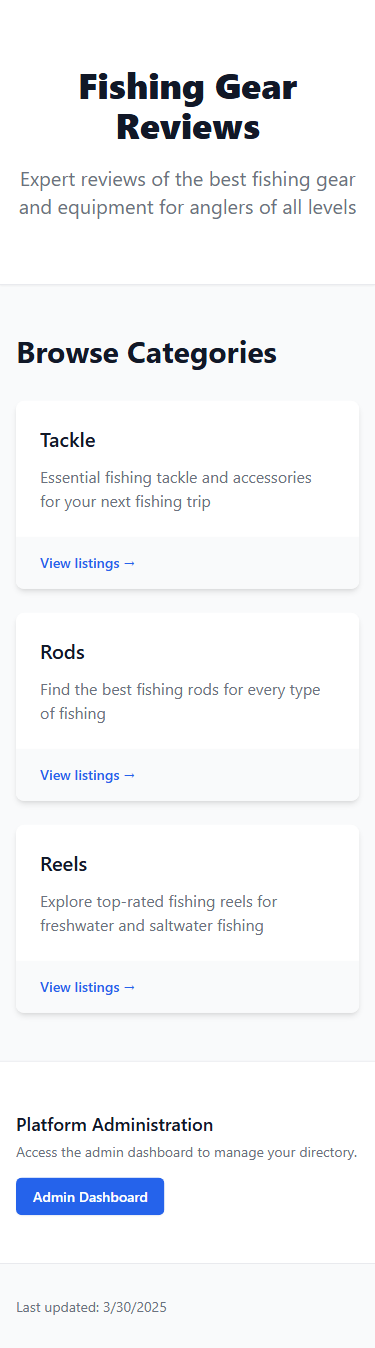 Fishing Gear
Reviews
Expert reviews of the best fishing gear
and equipment for anglers of all levels
Browse Categories
Tackle
Essential fishing tackle and accessories
for your next fishing trip
View listings →
Rods
Find the best fishing rods for every type
of fishing
View listings →
Reels
Explore top-rated fishing reels for
freshwater and saltwater fishing
View listings →
Platform Administration
Access the admin dashboard to manage your directory.
Admin Dashboard
Last updated: 3/30/2025